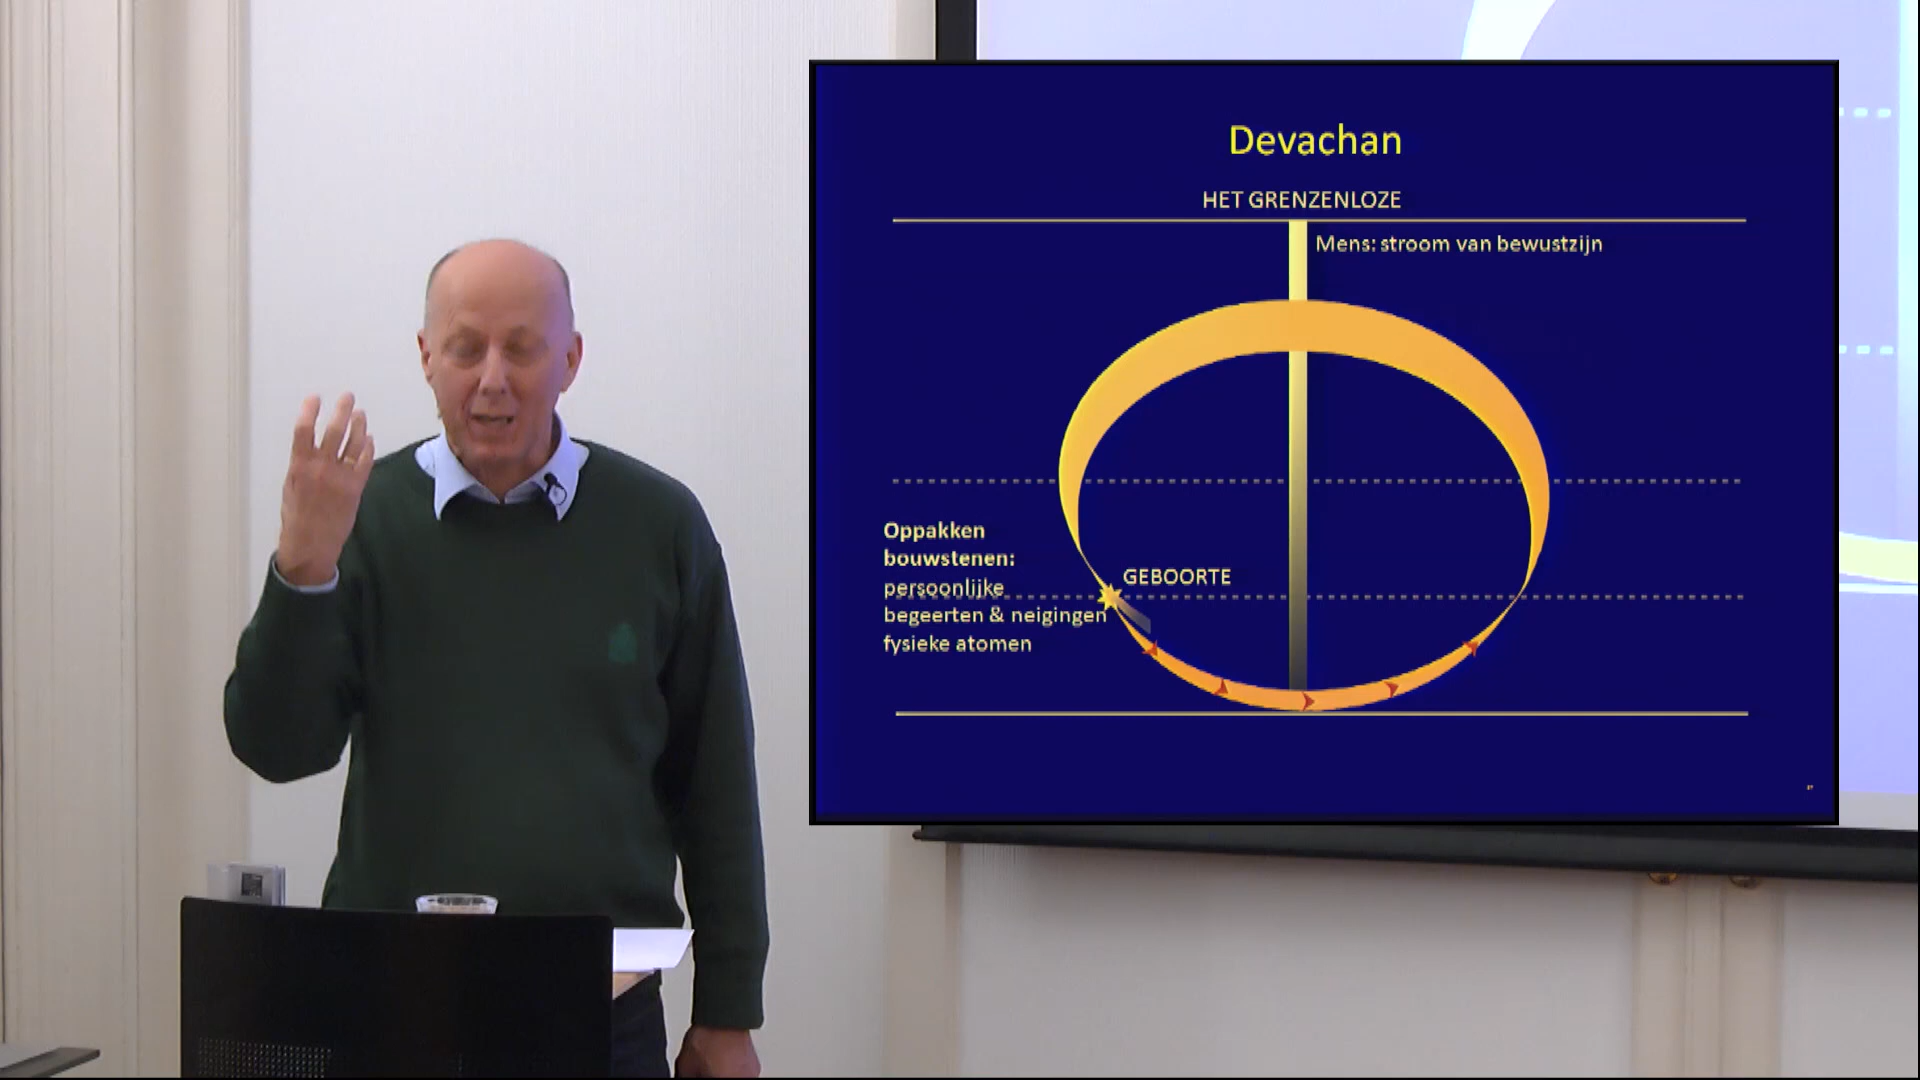 Devachan
HET GRENZENLOZE
Mens: stroom van bewustzijn
Oppakken
bouwstenen:
persoonlijke
begeerten & neigingen
fysieke atomen
GEBOORTE